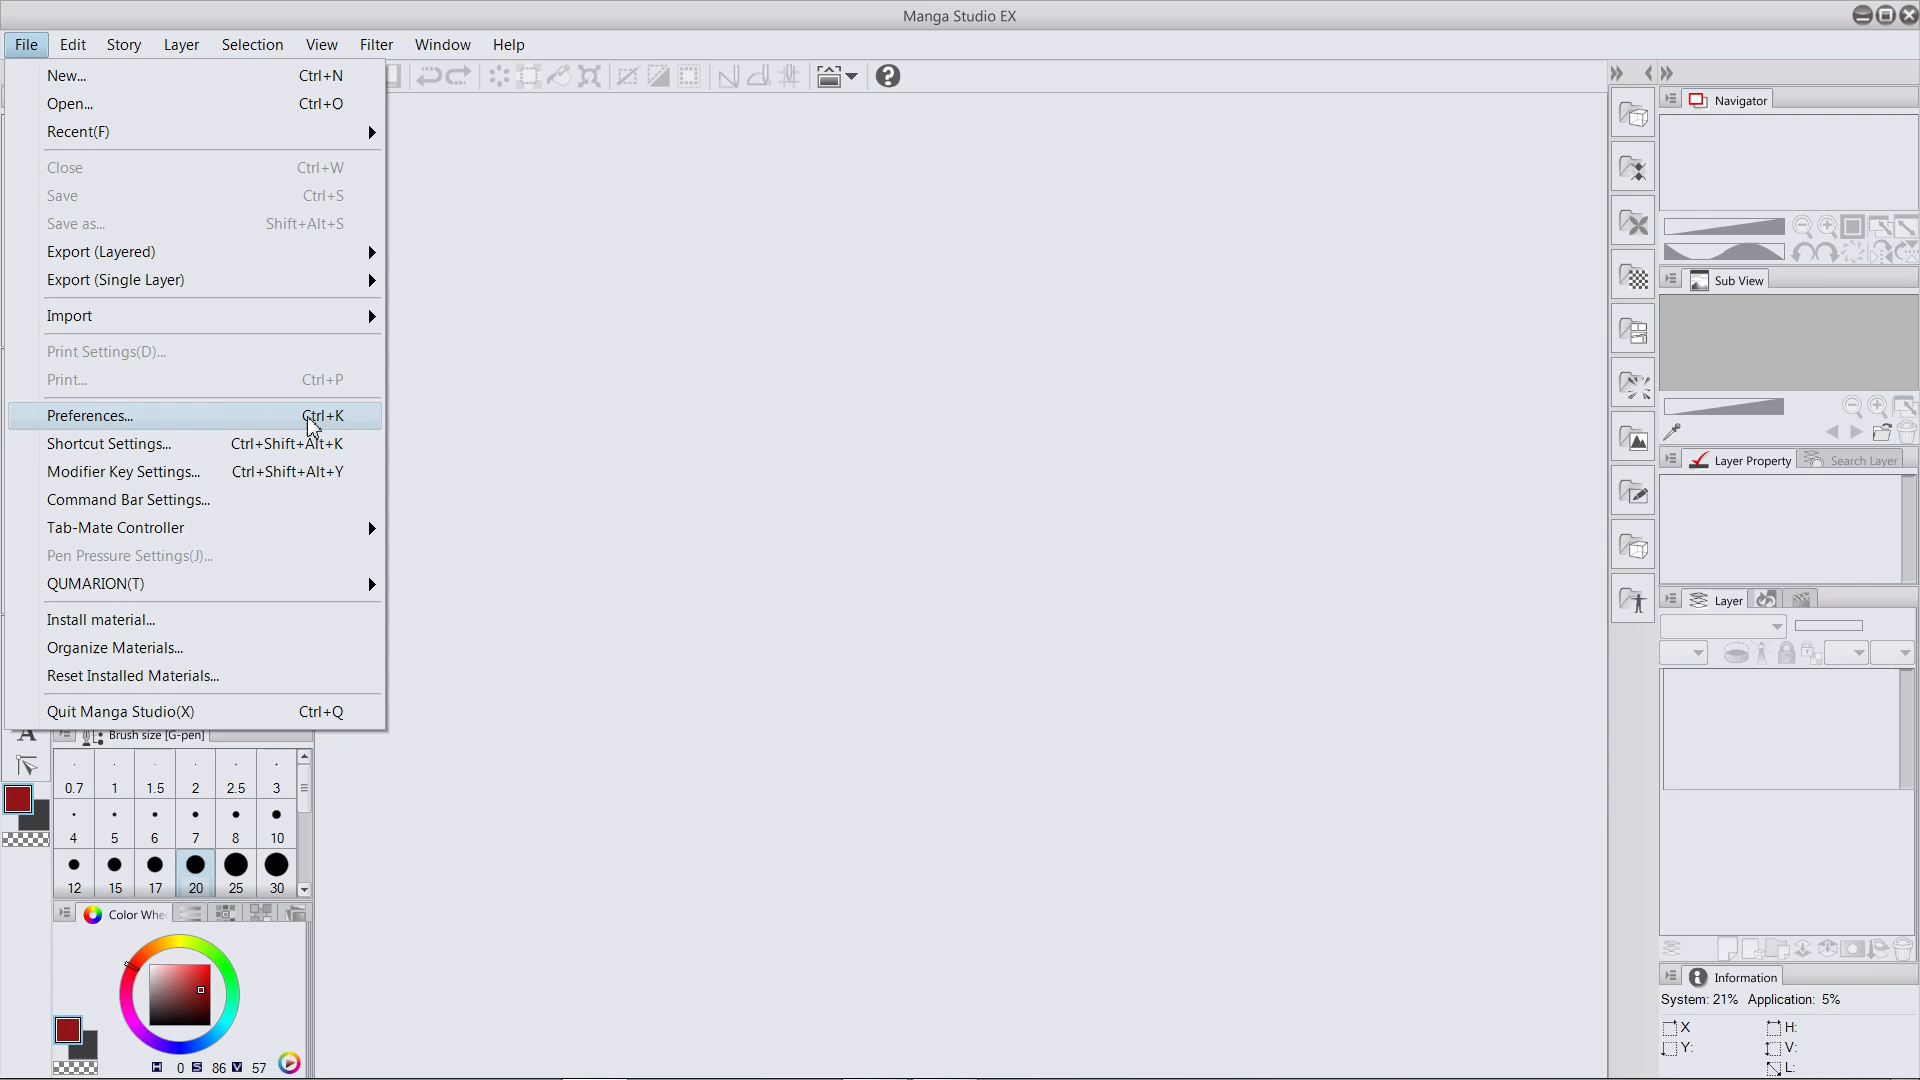 Manga Studio EX
File Edit Story Layer Selection View Filter Window Help
New... Ctrl+N
Open... Ctrl+O
Recent(F)
Close Ctrl+W
Save Ctrl+S
Save as... Shift+Alt+S
Export (Layered)
Export (Single Layer)
Import
Print Settings(D)...
Print... Ctrl+P
Preferences... Ctrl+K
Shortcut Settings... Ctrl+Shift+Alt+K
Modifier Key Settings... Ctrl+Shift+Alt+Y
Command Bar Settings...
Tab-Mate Controller
Pen Pressure Settings(J)...
QUMARION(T)
Install material...
Organize Materials...
Reset Installed Materials...
Quit Manga Studio(X) Ctrl+Q
A
Brush size [G-pen]
0.7 1 1.5 2 2.5 3
4 5 6 7 8 10
12 15 17 20 25 30
Color Whe
H 0 S 86 V 57
Navigator
Sub View
Layer Property Search Layer
Layer
Information
System: 21% Application: 5%
X H:
Y: V:
L: